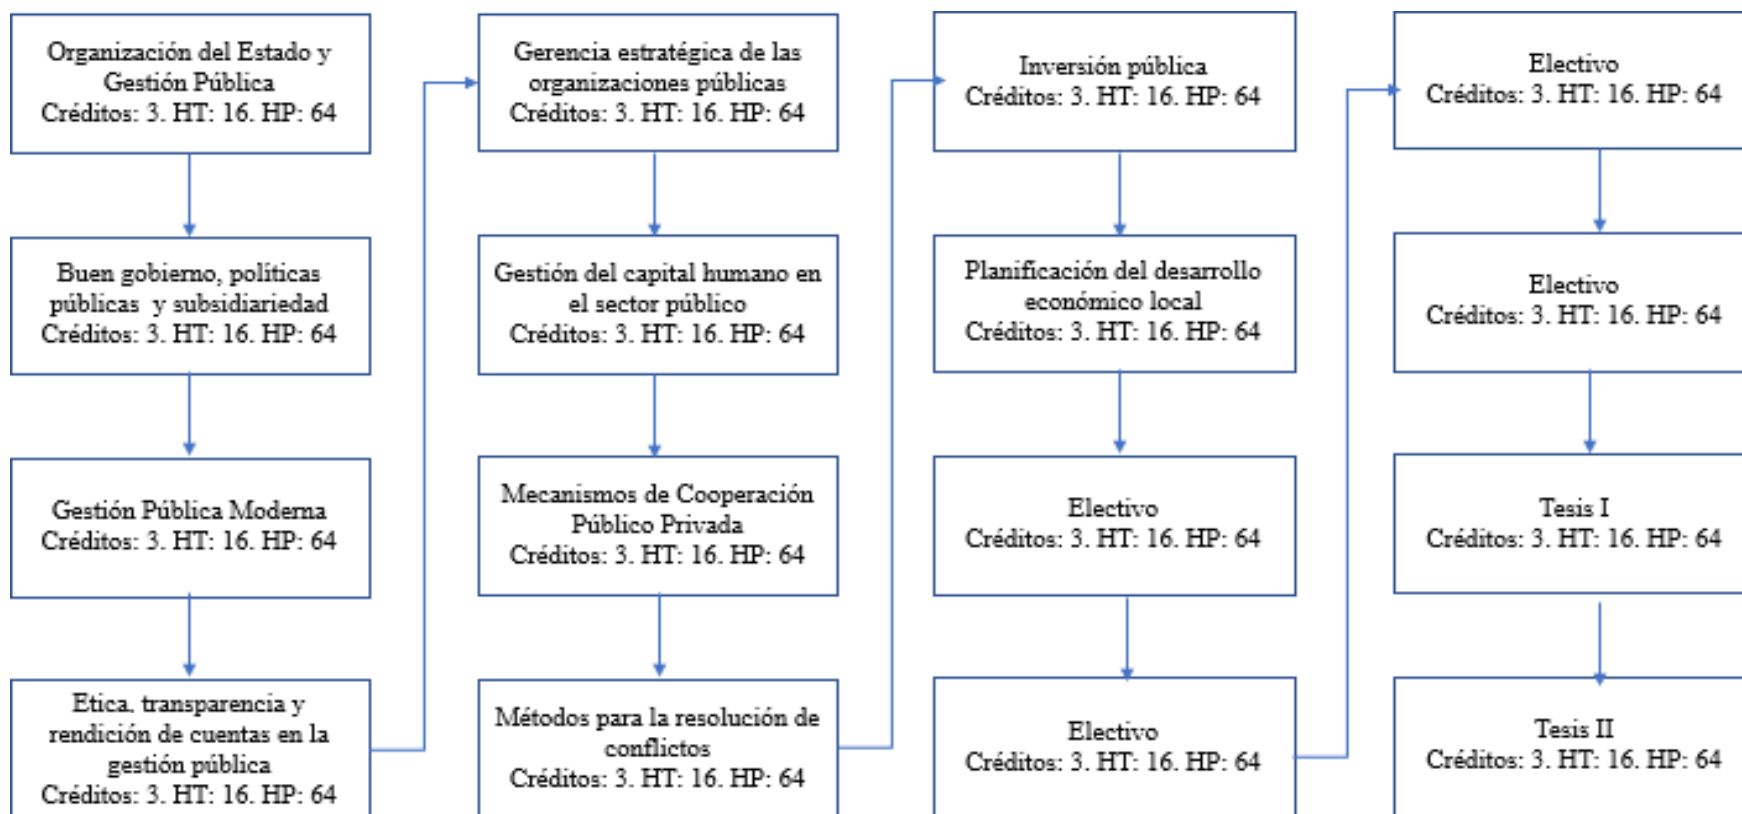 Organización del Estado y
Gestión Pública
Créditos: 3. HT: 16. HP: 64
Buen gobierno, políticas
públicas y subsidiariedad
Créditos: 3. HT: 16. HP: 64
Gestión Pública Moderna
Créditos: 3. HT: 16. HP: 64
Etica. transparencia y
rendición de cuentas en la
gestión pública
Créditos: 3. HT: 16. HP: 64
Gerencia estratégica de las
organizaciones públicas
Créditos: 3. HT: 16. HP: 64
Gestión del capital humano en
el sector público
Créditos: 3. HT: 16. HP: 64
Mecanismos de Cooperación
Público Privada
Créditos: 3. HT: 16. HP: 64
Métodos para la resolución de
conflictos
Créditos: 3. HT: 16. HP: 64
Inversión pública
Créditos: 3. HT: 16. HP: 64
Planificación del desarrollo
económico local
Créditos: 3. HT: 16. HP: 64
Electivo
Créditos: 3. HT: 16. HP: 64
Electivo
Créditos: 3. HT: 16. HP: 64
Electivo
Créditos: 3. HT: 16. HP: 64
Electivo
Créditos: 3. HT: 16. HP: 64
Tesis I
Créditos: 3. HT: 16. HP: 64
Tesis II
Créditos: 3. HT: 16. HP: 64